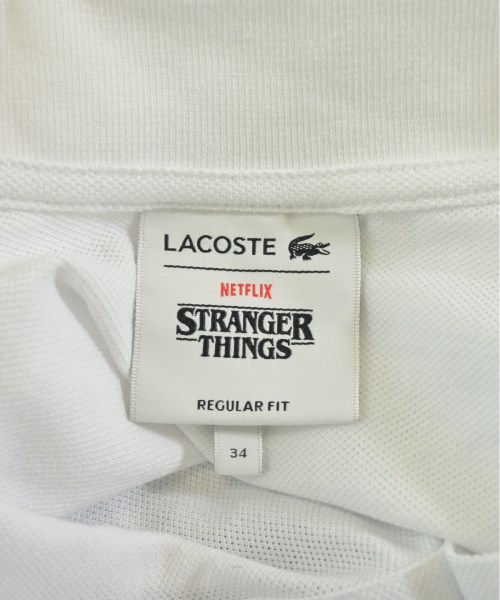 LACOSTE
NETFLIX
STRANGER
THINGS
REGULAR FIT
34